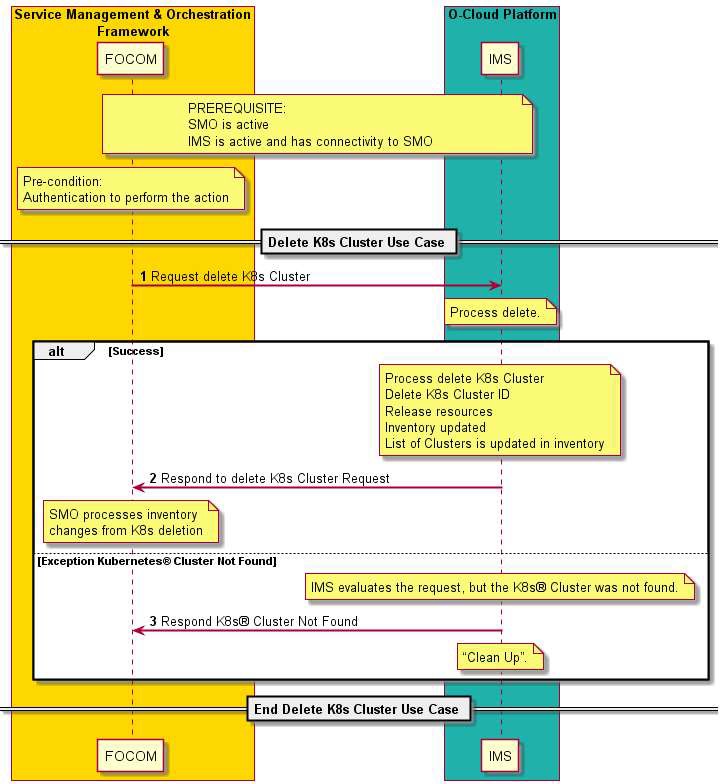 Service Management & Orchestration
Framework
O-Cloud Platform
FOCOM
IMS
PREREQUISITE:
SMO is active
IMS is active and has connectivity to SMO
Pre-condition:
Authentication to perform the action
Delete K8s Cluster Use Case
1 Request delete K8s Cluster
Process delete.
alt [Success]
Process delete K8s Cluster
Delete K8s Cluster ID
Release resources
Inventory updated
List of Clusters is updated in inventory
2 Respond to delete K8s Cluster Request
SMO processes inventory
changes from K8s deletion
[Exception Kubernetes® Cluster Not Found]
IMS evaluates the request, but the K8s® Cluster was not found.
3 Respond K8s® Cluster Not Found
“Clean Up”.
End Delete K8s Cluster Use Case
FOCOM
IMS